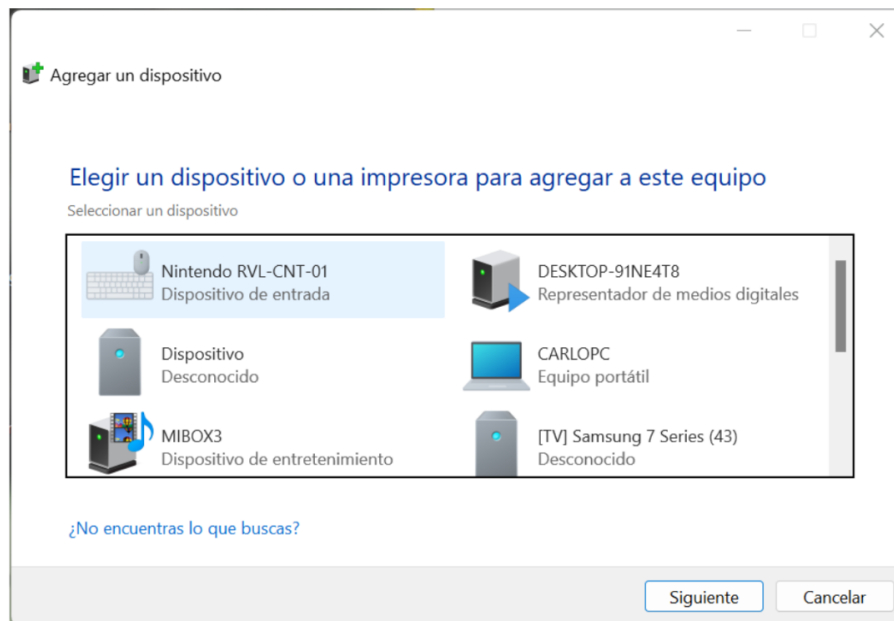 Agregar un dispositivo
Elegir un dispositivo o una impresora para agregar a este equipo
Seleccionar un dispositivo
Nintendo RVL-CNT-01
Dispositivo de entrada
DESKTOP-91NE4T8
Representador de medios digitales
Dispositivo
Desconocido
CARLOPC
Equipo portátil
MIBOX3
Dispositivo de entretenimiento
[TV] Samsung 7 Series (43)
Desconocido
¿No encuentras lo que buscas?
Siguiente
Cancelar